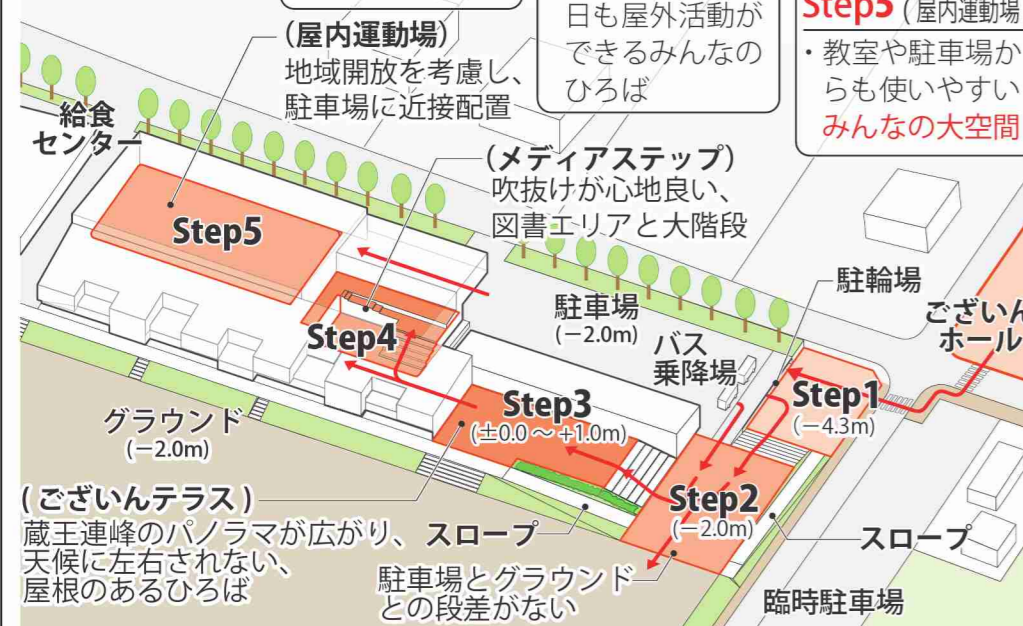 (屋内運動場)
地域開放を考慮し、
駐車場に近接配置
日も屋外活動が
できるみんなの
ひろば
Step5 (屋内運動場
・教室や駐車場か
らも使いやすい
みんなの大空間
給食
センター
Step5
(メディアステップ)
吹抜けが心地良い、
図書エリアと大階段
Step4
駐車場
(−2.0m)
バス
乗降場
駐輪場
ございん
ホール
Step1
(−4.3m)
Step3
(±0.0 ~ +1.0m)
グラウンド
(−2.0m)
Step2
(−2.0m)
(ございんテラス)
蔵王連峰のパノラマが広がり、
天候に左右されない、
屋根のあるひろば
スロープ
駐車場とグラウンド
との段差がない
スロープ
臨時駐車場